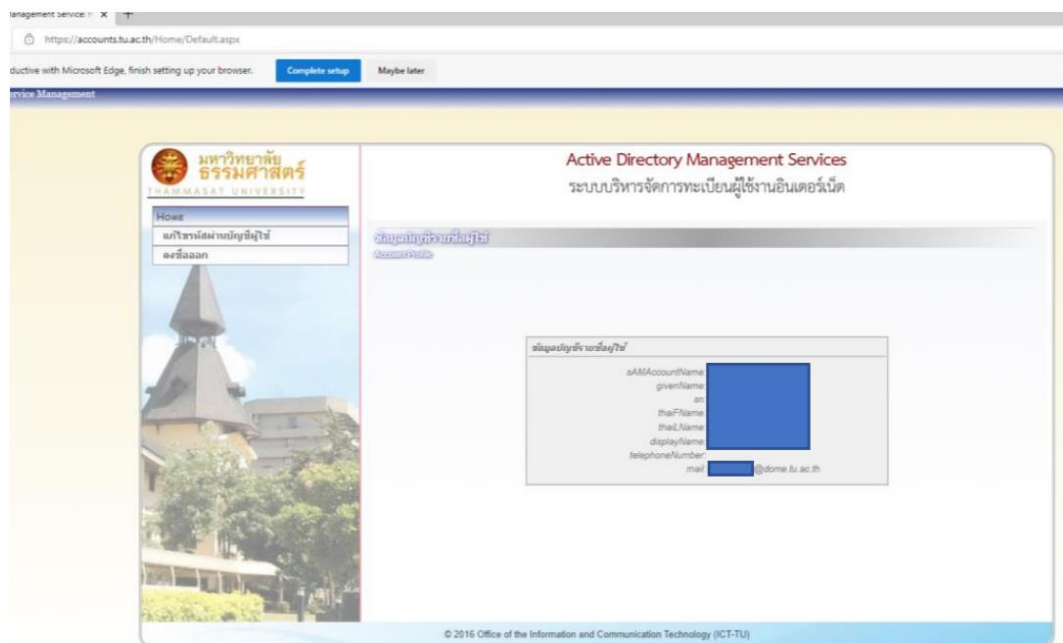 anagement Service:
https://accounts.tu.ac.th/Home/Default.aspx
ductive with Microsoft Edge, finish setting up your browser.
Complete setup
Maybe later
ervice Management
มหาวิทยาลัย
ธรรมศาสตร์
THAMMASAT UNIVERSITY
Active Directory Management Services
ระบบบริหารจัดการทะเบียนผู้ใช้งานอินเตอร์เน็ต
Home
แก้ไขรหัสผ่านบัญชีผู้ใช้
ลงชื่อออก
ข้อมูลบัญชีรายชื่อผู้ใช้
Account Profile
ข้อมูลบัญชีรายชื่อผู้ใช้
sAMAccountName:
givenName:
sn:
thaiFName:
thaiLName:
displayName:
telephoneNumber:
mail: @dome.tu.ac.th
© 2016 Office of the Information and Communication Technology (ICT-TU)